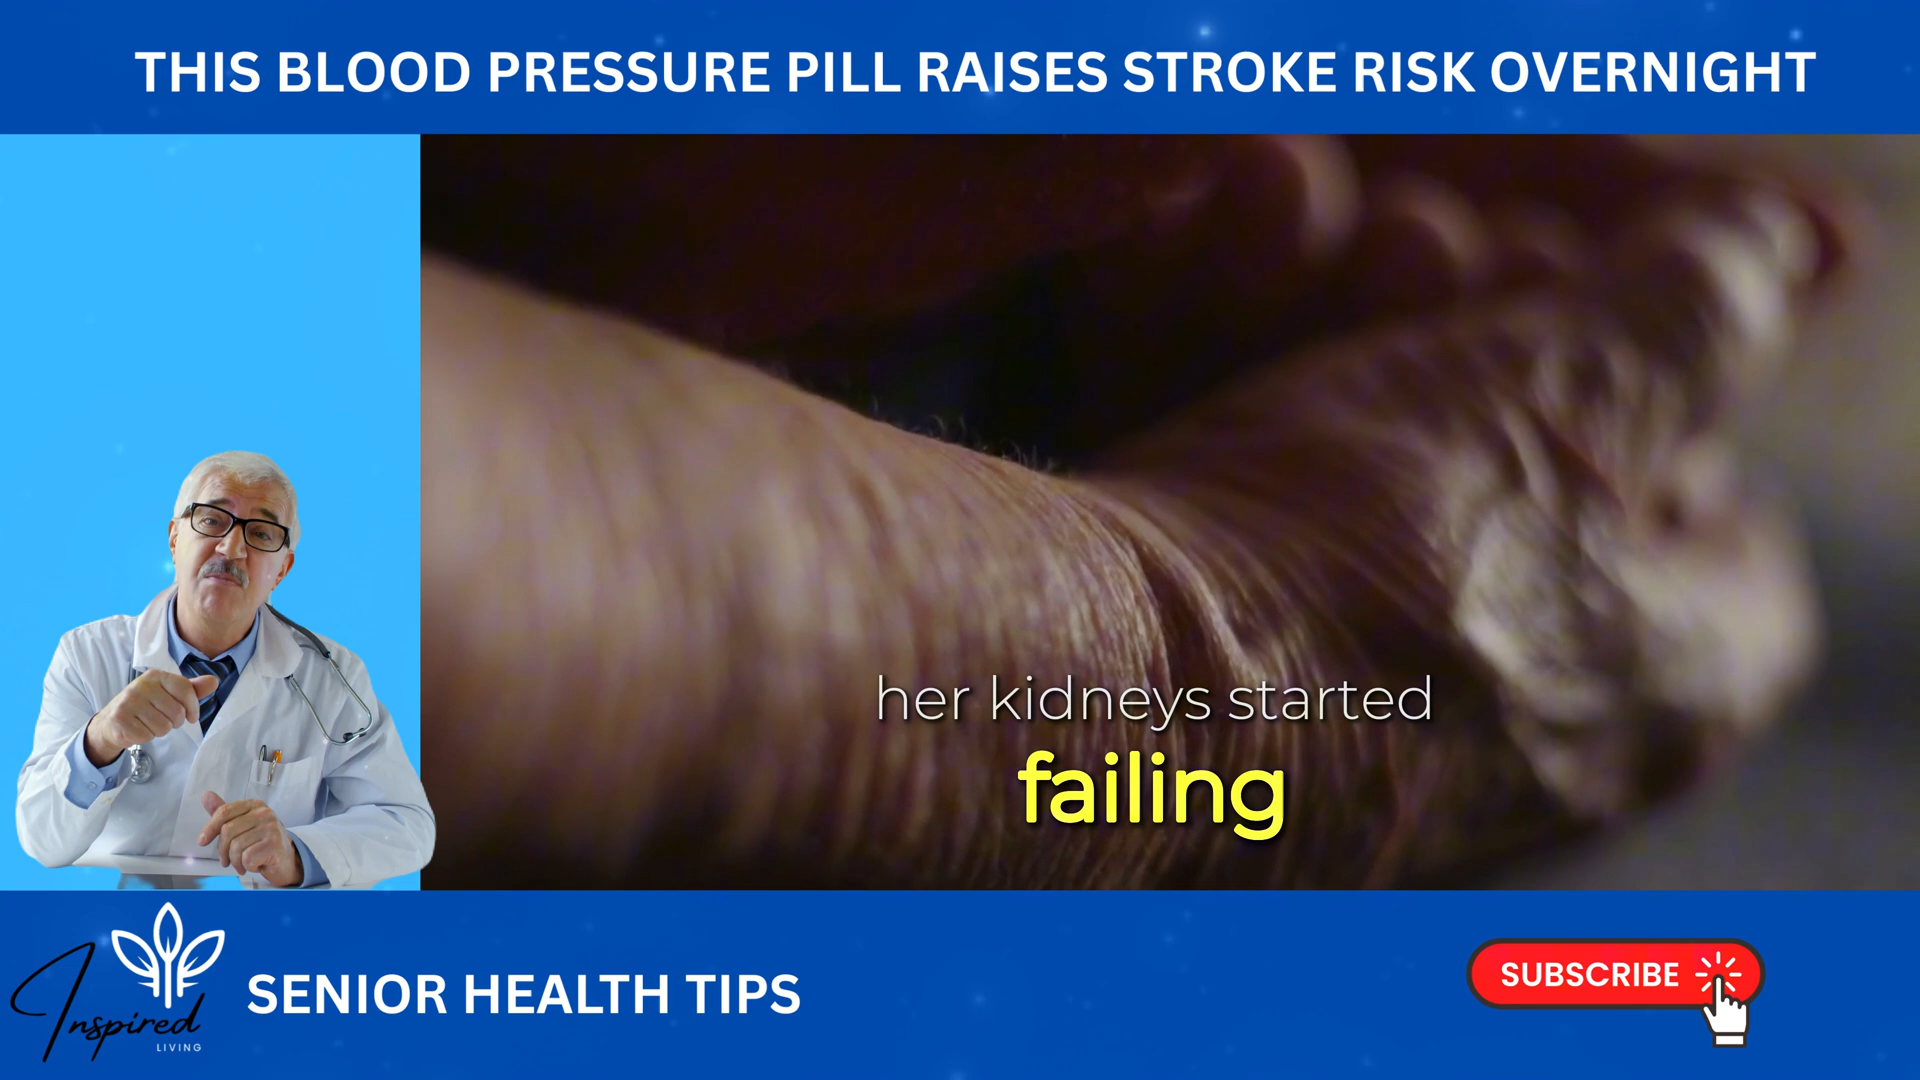 THIS BLOOD PRESSURE PILL RAISES STROKE RISK OVERNIGHT
her kidneys started
failing
Inspired
LIVING
SENIOR HEALTH TIPS
SUBSCRIBE